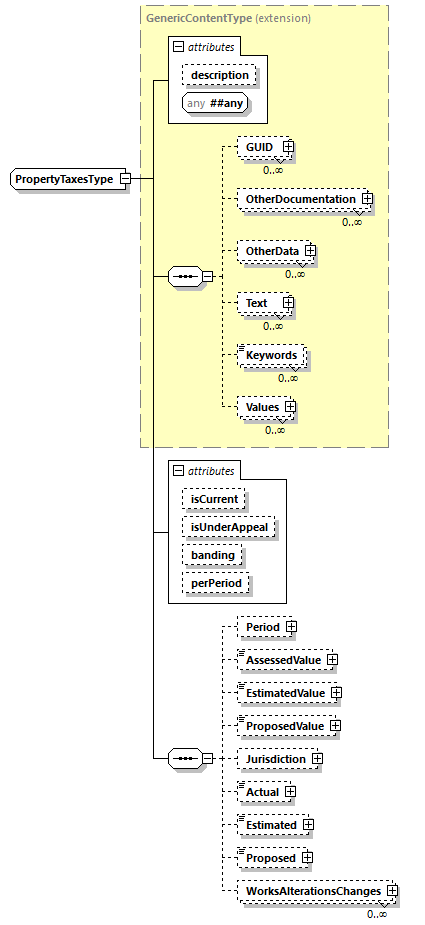 GenericContentType (extension)
attributes
description
any ##any
PropertyTaxesType
GUID
0..∞
OtherDocumentation
0..∞
OtherData
0..∞
Text
0..∞
Keywords
0..∞
Values
0..∞
attributes
isCurrent
isUnderAppeal
banding
perPeriod
Period
AssessedValue
EstimatedValue
ProposedValue
Jurisdiction
Actual
Estimated
Proposed
WorksAlterationsChanges
0..∞